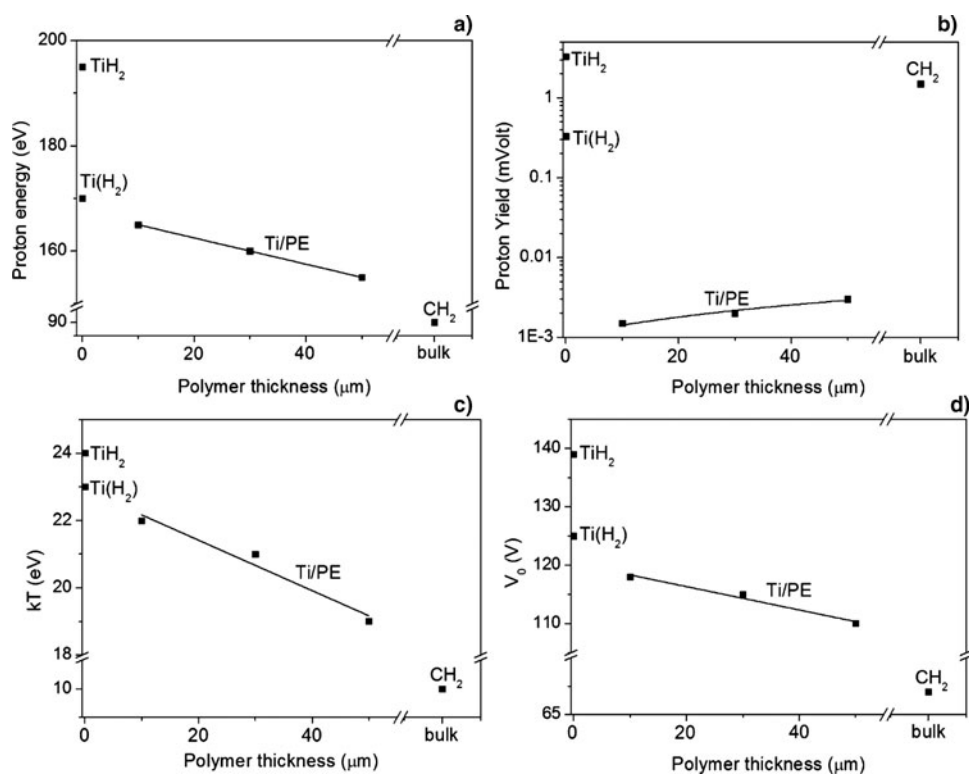 a)
200
180
160
90
Proton energy (eV)
TiH₂
Ti(H₂)
Ti/PE
CH₂
0 20 40 bulk
Polymer thickness (μm)
b)
1
0.1
0.01
1E-3
Proton Yield (mVolt)
TiH₂
Ti(H₂)
Ti/PE
CH₂
0 20 40 bulk
Polymer thickness (μm)
c)
24
22
20
18
10
kT (eV)
TiH₂
Ti(H₂)
Ti/PE
CH₂
0 20 40 bulk
Polymer thickness (μm)
d)
140
130
120
110
65
V₀ (V)
TiH₂
Ti(H₂)
Ti/PE
CH₂
0 20 40 bulk
Polymer thickness (μm)